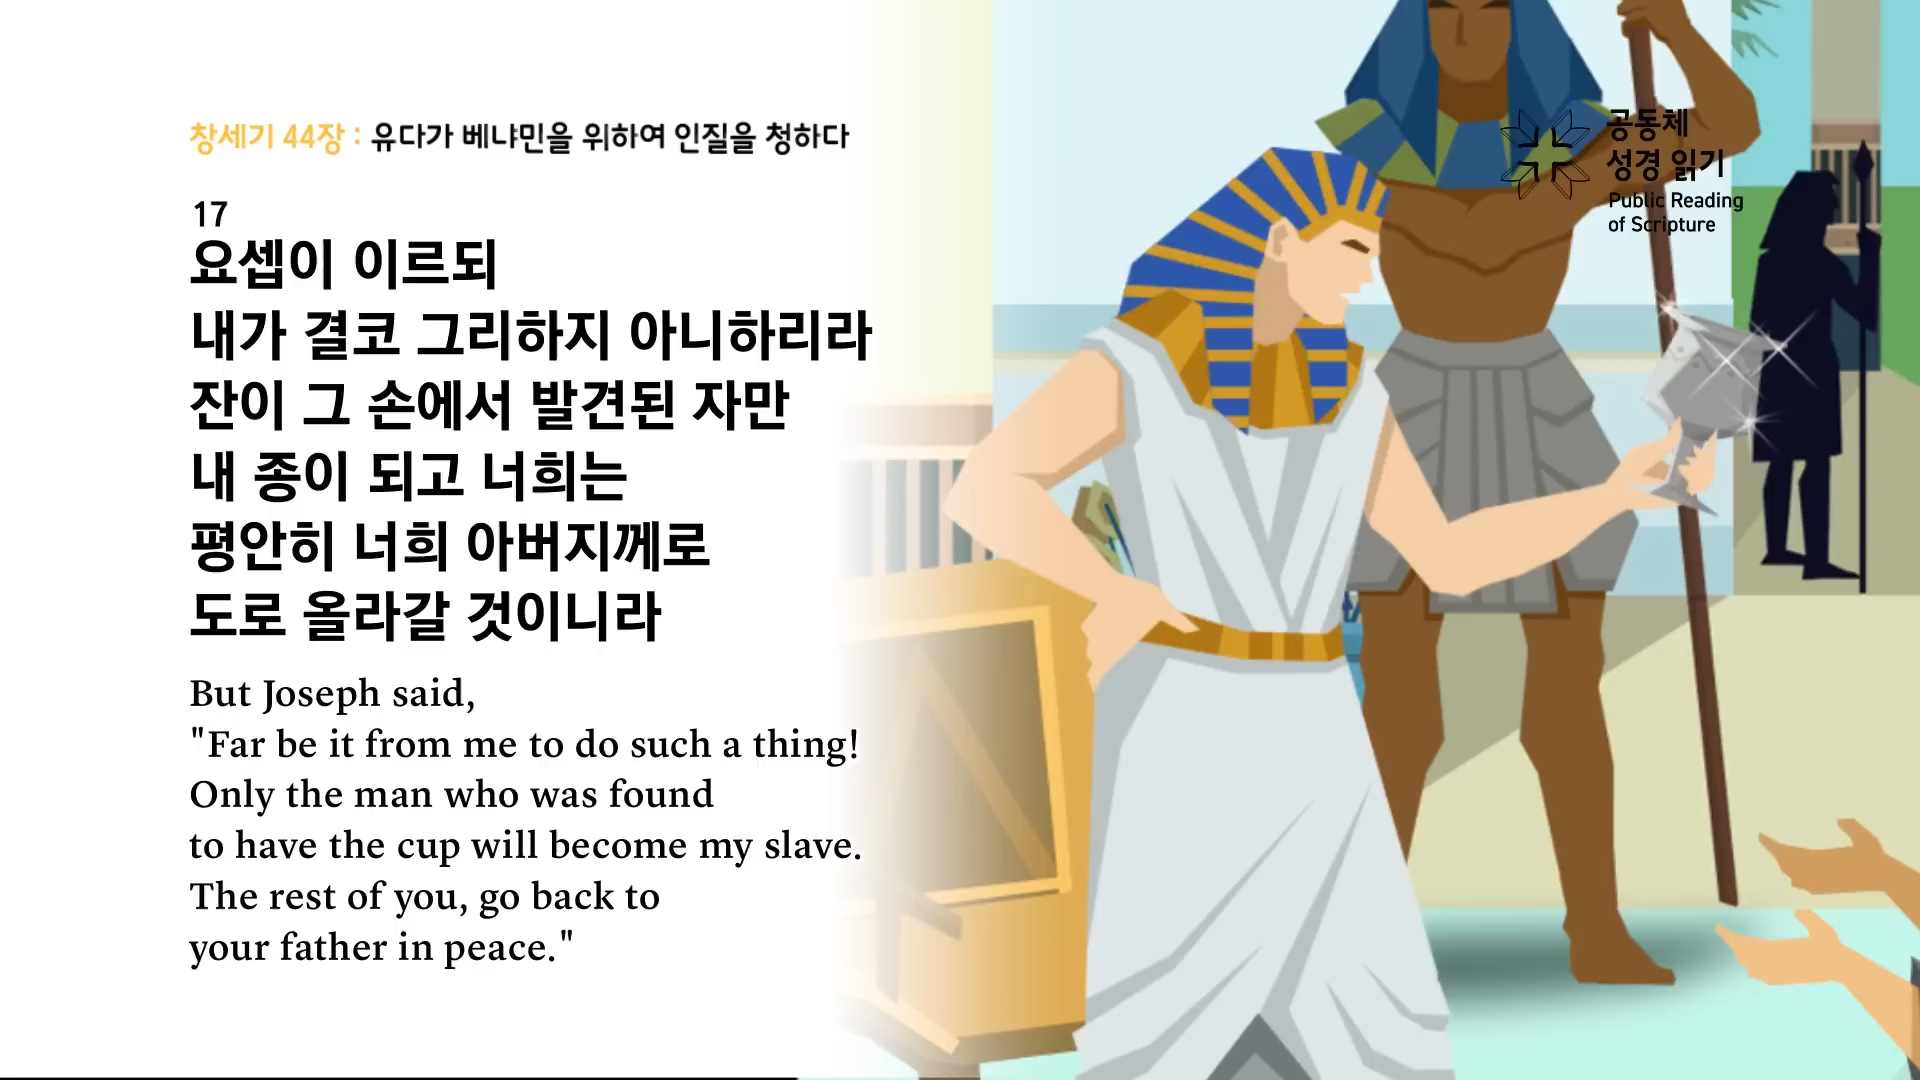 창세기 44장 : 유다가 베냐민을 위하여 인질을 청하다
17
요셉이 이르되
내가 결코 그리하지 아니하리라
잔이 그 손에서 발견된 자만
내 종이 되고 너희는
평안히 너희 아버지께로
도로 올라갈 것이니라
But Joseph said,
"Far be it from me to do such a thing!
Only the man who was found
to have the cup will become my slave.
The rest of you, go back to
your father in peace."
공동체
성경 읽기
Public Reading
of Scripture